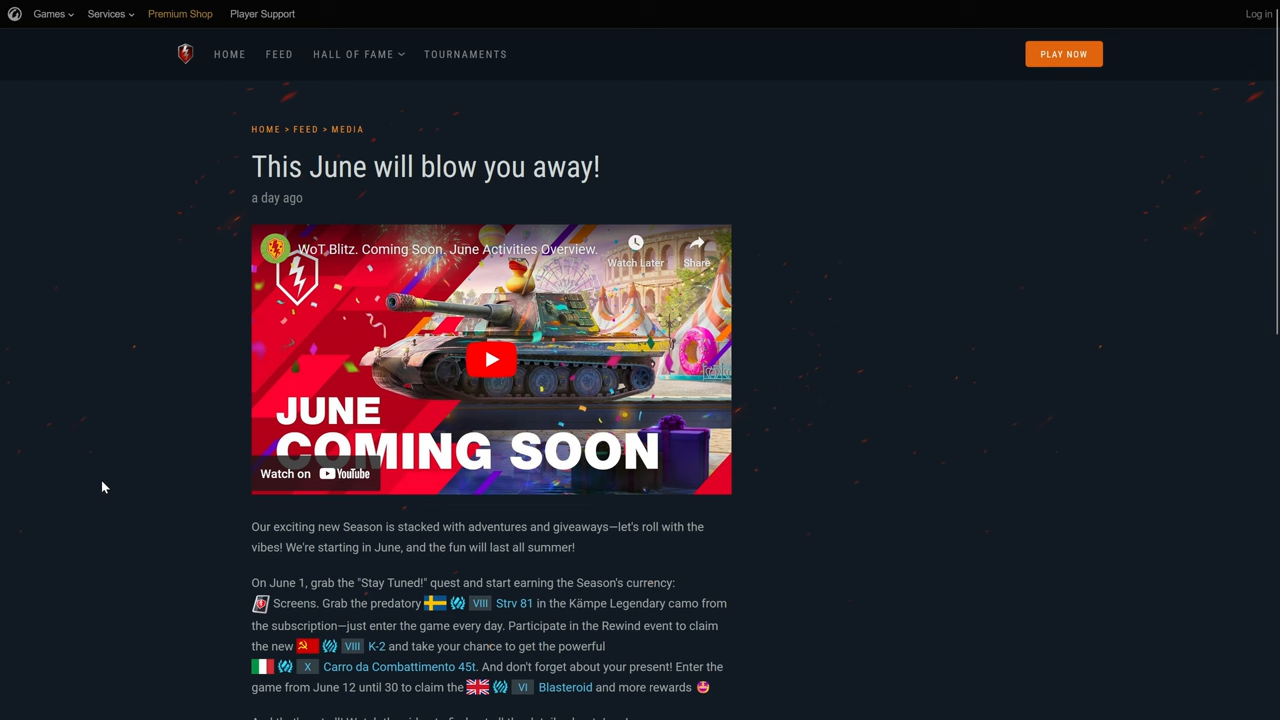 Games Services Premium Shop Player Support Log in
HOME FEED HALL OF FAME TOURNAMENTS PLAY NOW
HOME > FEED > MEDIA
This June will blow you away!
a day ago
WoT Blitz. Coming Soon. June Activities Overview.
Watch Later Share
JUNE
COMING SOON
Watch on YouTube
Our exciting new Season is stacked with adventures and giveaways—let's roll with the
vibes! We're starting in June, and the fun will last all summer!
On June 1, grab the "Stay Tuned!" quest and start earning the Season's currency:
Screens. Grab the predatory VIII Strv 81 in the Kämpe Legendary camo from
the subscription—just enter the game every day. Participate in the Rewind event to claim
the new VIII K-2 and take your chance to get the powerful
X Carro da Combattimento 45t. And don't forget about your present! Enter the
game from June 12 until 30 to claim the VI Blasteroid and more rewards